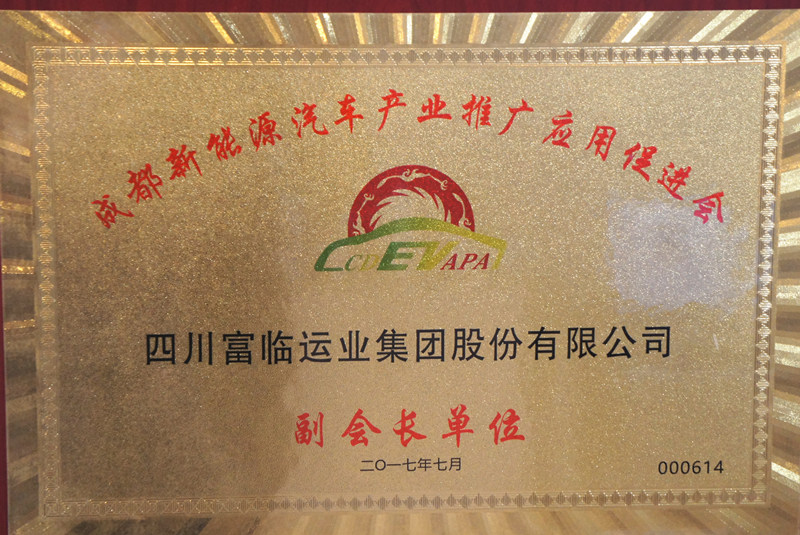 成都新能源汽车产业推广应用促进会
CDEVAPA
四川富临运业集团股份有限公司
副会长单位
二〇一七年七月
000614